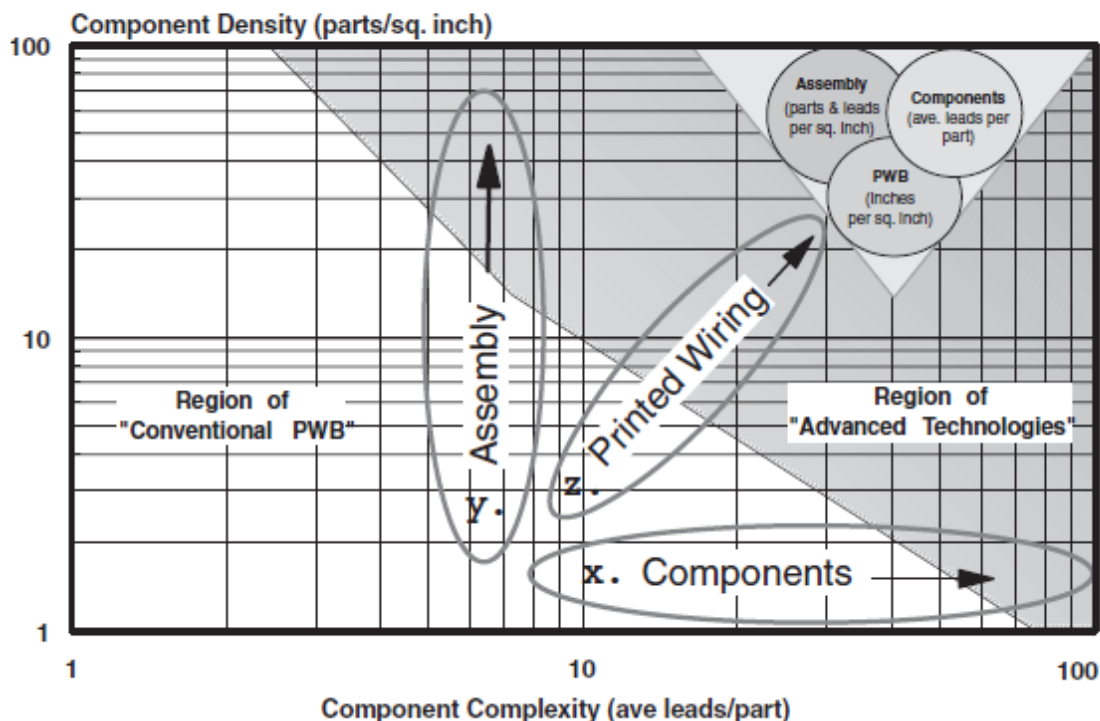 Component Density (parts/sq. inch)
100
10
1
Assembly
(parts & leads
per sq. Inch)
Components
(ave. leads per
part)
PWB
(Inches
per sq. Inch)
Region of
"Conventional PWB"
y. Assembly
z. Printed Wiring
x. Components
Region of
"Advanced Technologies"
1
10
100
Component Complexity (ave leads/part)